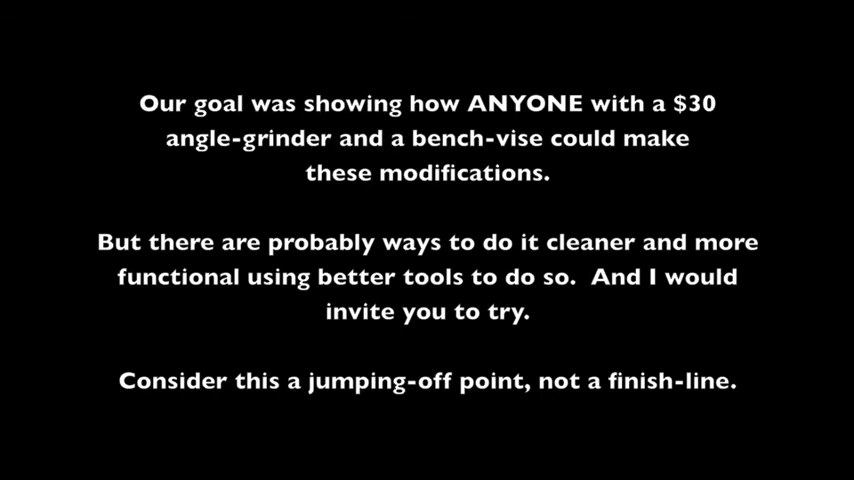 Our goal was showing how ANYONE with a $30
angle-grinder and a bench-vise could make
these modifications.
But there are probably ways to do it cleaner and more
functional using better tools to do so.  And I would
invite you to try.
Consider this a jumping-off point, not a finish-line.